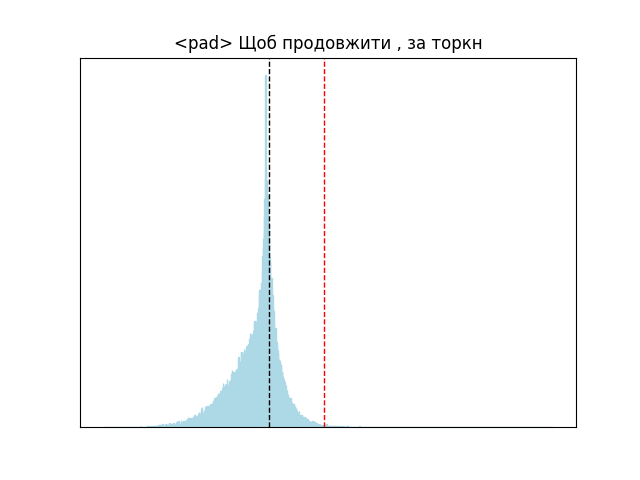 <pad> Щоб продовжити , за торкн